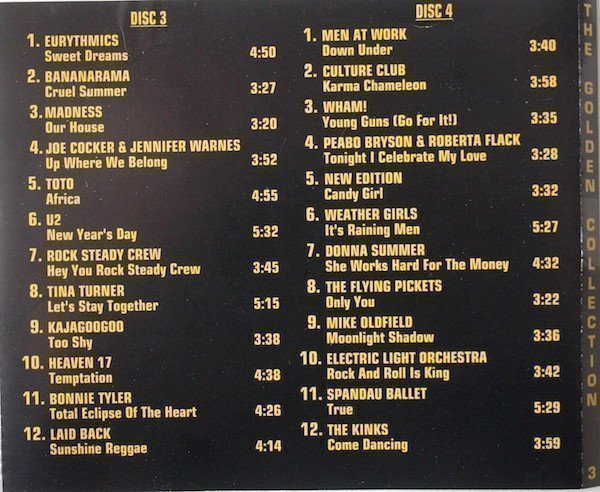 DISC 3
1. EURYTHMICS
Sweet Dreams 4:50
2. BANANARAMA
Cruel Summer 3:27
3. MADNESS
Our House 3:20
4. JOE COCKER & JENNIFER WARNES
Up Where We Belong 3:52
5. TOTO
Africa 4:55
6. U2
New Year's Day 5:32
7. ROCK STEADY CREW
Hey You Rock Steady Crew 3:45
8. TINA TURNER
Let's Stay Together 5:15
9. KAJAGOOGOO
Too Shy 3:38
10. HEAVEN 17
Temptation 4:38
11. BONNIE TYLER
Total Eclipse Of The Heart 4:26
12. LAID BACK
Sunshine Reggae 4:14
DISC 4
1. MEN AT WORK
Down Under 3:40
2. CULTURE CLUB
Karma Chameleon 3:58
3. WHAM!
Young Guns (Go For It!) 3:35
4. PEABO BRYSON & ROBERTA FLACK
Tonight I Celebrate My Love 3:28
5. NEW EDITION
Candy Girl 3:32
6. WEATHER GIRLS
It's Raining Men 5:27
7. DONNA SUMMER
She Works Hard For The Money 4:32
8. THE FLYING PICKETS
Only You 3:22
9. MIKE OLDFIELD
Moonlight Shadow 3:36
10. ELECTRIC LIGHT ORCHESTRA
Rock And Roll Is King 3:42
11. SPANDAU BALLET
True 5:29
12. THE KINKS
Come Dancing 3:59
THE GOLDEN COLLECTION 3